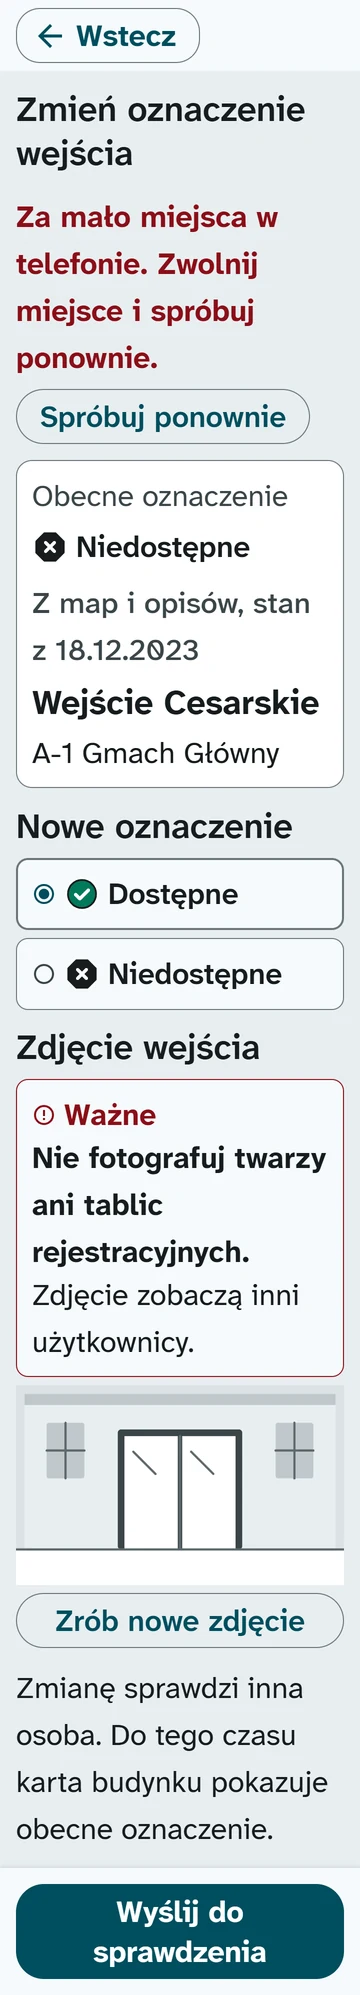 Wstecz
Zmień oznaczenie
wejścia
Za mało miejsca w
telefonie. Zwolnij
miejsce i spróbuj
ponownie.
Spróbuj ponownie
Obecne oznaczenie
Niedostępne
Z map i opisów, stan
z 18.12.2023
Wejście Cesarskie
A-1 Gmach Główny
Nowe oznaczenie
Dostępne
Niedostępne
Zdjęcie wejścia
Ważne
Nie fotografuj twarzy
ani tablic
rejestracyjnych.
Zdjęcie zobaczą inni
użytkownicy.
Zrób nowe zdjęcie
Zmianę sprawdzi inna
osoba. Do tego czasu
karta budynku pokazuje
obecne oznaczenie.
Wyślij do
sprawdzenia